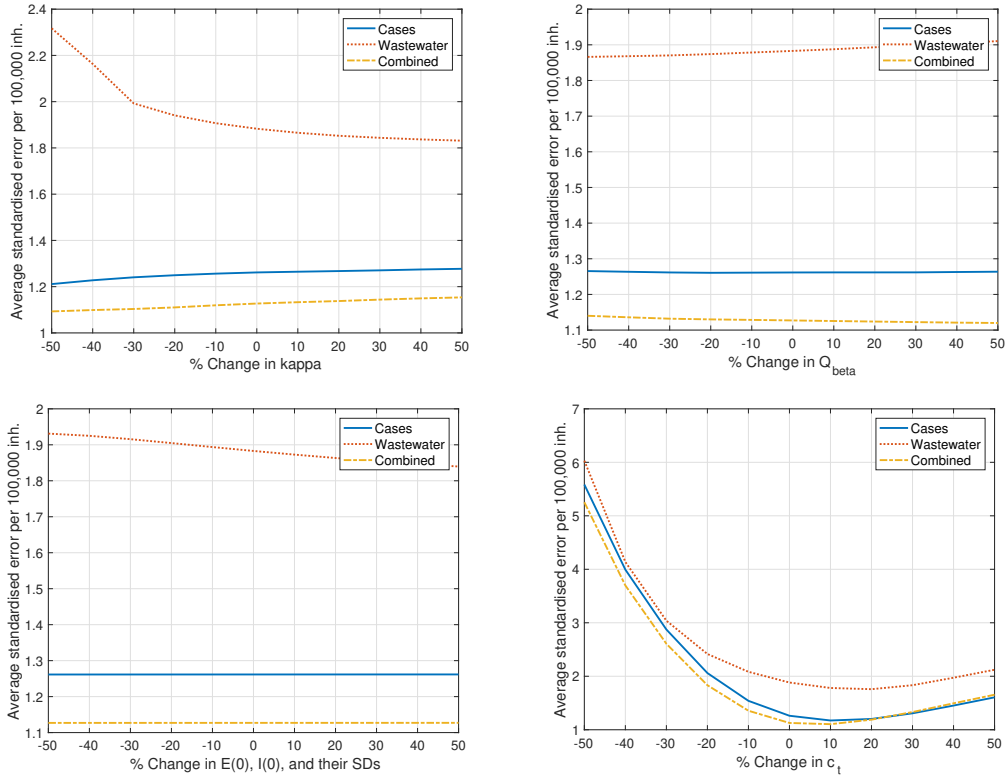 Average standardised error per 100,000 inh.
2.4
2.2
2
1.8
1.6
1.4
1.2
1
-50 -40 -30 -20 -10 0 10 20 30 40 50
% Change in kappa
Cases
Wastewater
Combined
Average standardised error per 100,000 inh.
2
1.9
1.8
1.7
1.6
1.5
1.4
1.3
1.2
1.1
-50 -40 -30 -20 -10 0 10 20 30 40 50
% Change in Q_beta
Cases
Wastewater
Combined
Average standardised error per 100,000 inh.
2
1.9
1.8
1.7
1.6
1.5
1.4
1.3
1.2
1.1
-50 -40 -30 -20 -10 0 10 20 30 40 50
% Change in E(0), I(0), and their SDs
Cases
Wastewater
Combined
Average standardised error per 100,000 inh.
7
6
5
4
3
2
1
-50 -40 -30 -20 -10 0 10 20 30 40 50
% Change in c_t
Cases
Wastewater
Combined